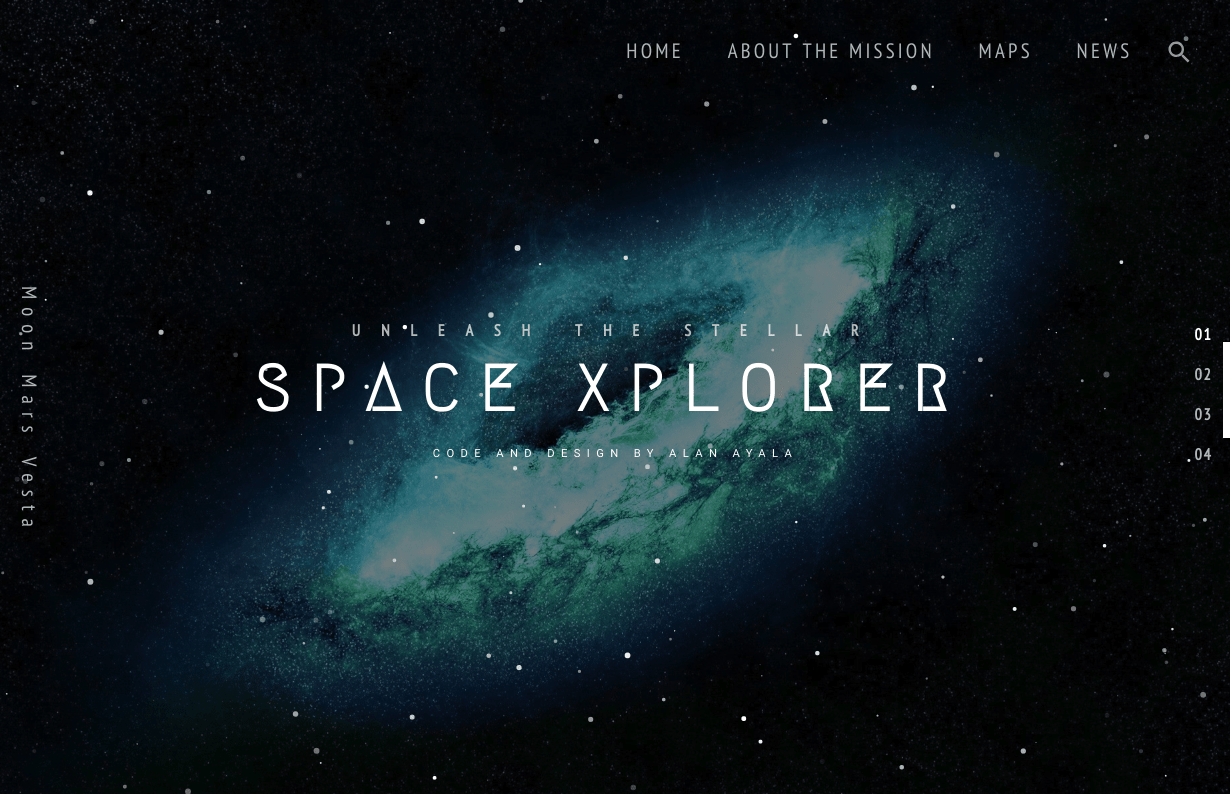 HOME ABOUT THE MISSION MAPS NEWS
UNLEASH THE STELLAR
SPACE XPLORER
CODE AND DESIGN BY ALAN AYALA
Moon Mars Vesta
01
02
03
04